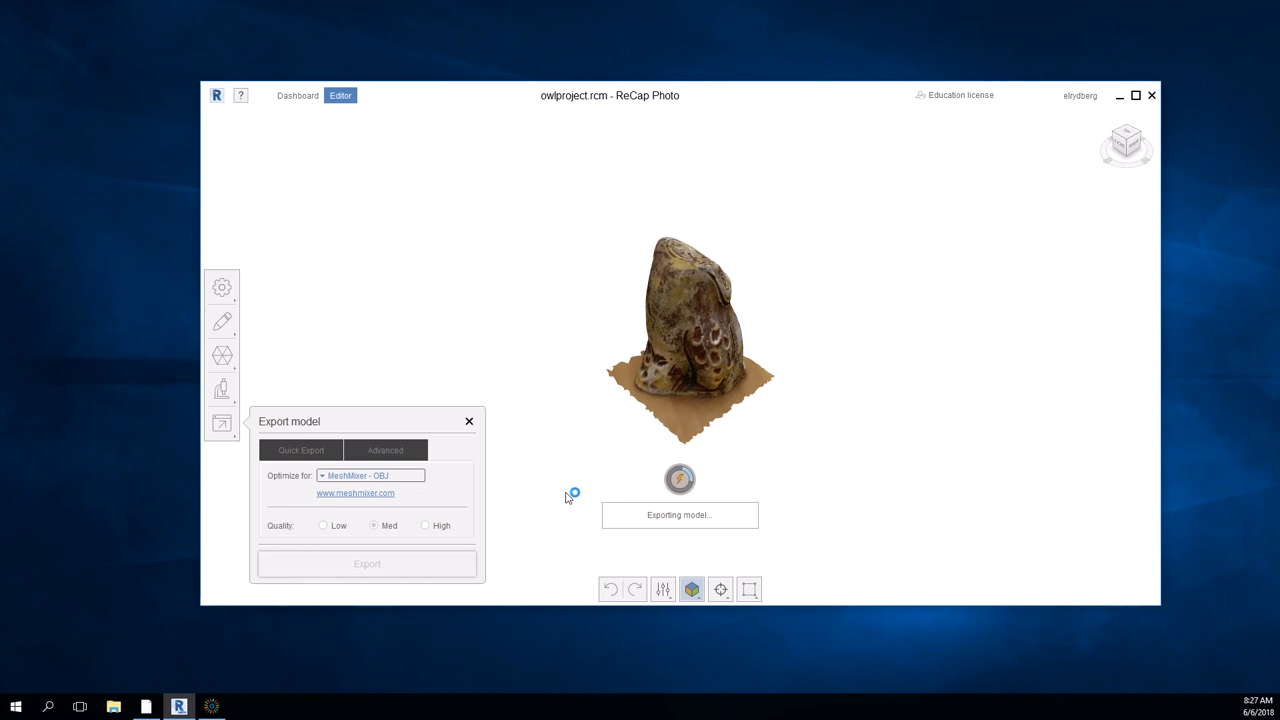 R ? Dashboard Editor owlproject.rcm - ReCap Photo Education license elrydberg
Export model
Quick Export Advanced
Optimize for: MeshMixer - OBJ
www.meshmixer.com
Quality: Low Med High
Export
Exporting model...
R
8:27 AM
6/6/2018